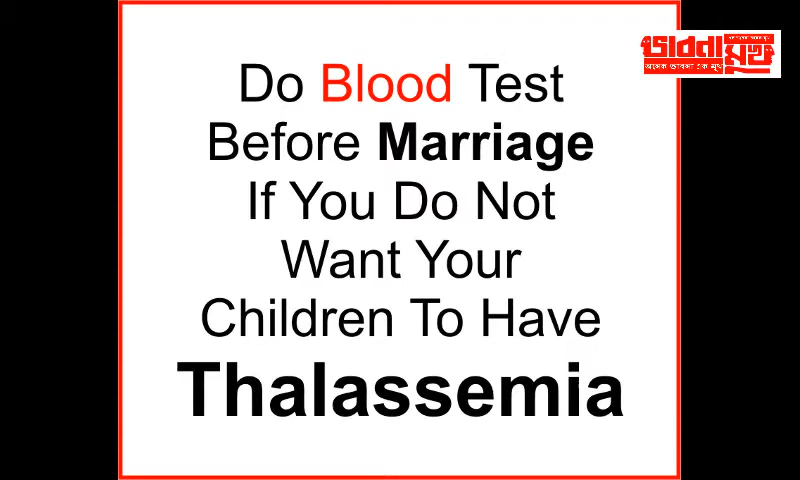 Do Blood Test
Before Marriage
If You Do Not
Want Your
Children To Have
Thalassemia